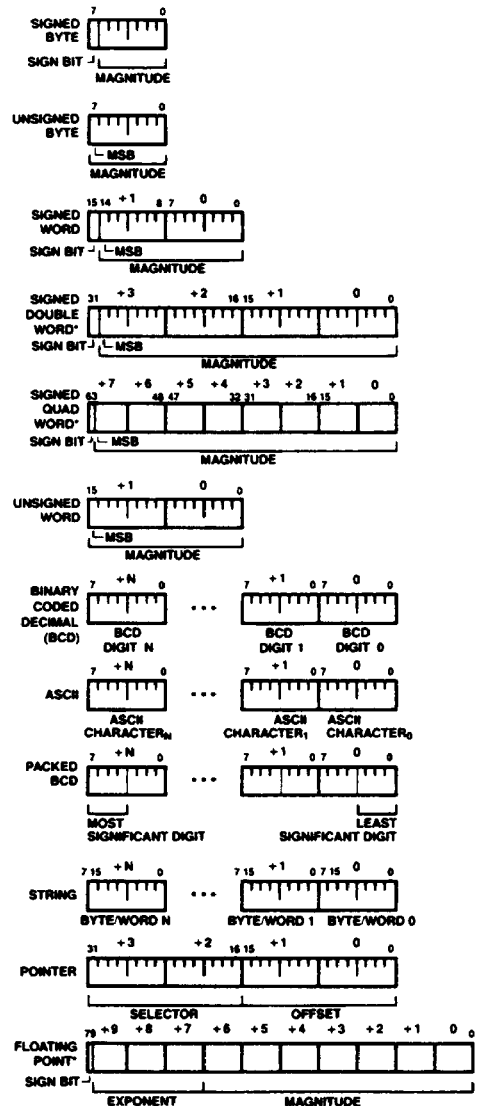 7 0
SIGNED
BYTE
SIGN BIT
MAGNITUDE
7 0
UNSIGNED
BYTE
MSB
MAGNITUDE
15 14 +1 8 7 0 0
SIGNED
WORD
SIGN BIT MSB
MAGNITUDE
31 +3 +2 16 15 +1 0 0
SIGNED
DOUBLE
WORD*
SIGN BIT MSB
MAGNITUDE
+7 +6 +5 +4 +3 +2 +1 0
63 48 47 32 31 16 15 0
SIGNED
QUAD
WORD*
SIGN BIT MSB
MAGNITUDE
15 +1 0 0
UNSIGNED
WORD
MSB
MAGNITUDE
7 +N 0 7 +1 0 7 0 0
BINARY
CODED
DECIMAL
(BCD)
...
BCD BCD BCD
DIGIT N DIGIT 1 DIGIT 0
7 +N 0 7 +1 0 7 0 0
ASCII ...
ASCII ASCII ASCII
CHARACTERN CHARACTER1 CHARACTER0
7 +N 0 7 +1 0 7 0 0
PACKED
BCD
...
MOST LEAST
SIGNIFICANT DIGIT SIGNIFICANT DIGIT
7 15 +N 0 7 15 +1 0 7 15 0 0
STRING ...
BYTE/WORD N BYTE/WORD 1 BYTE/WORD 0
31 +3 +2 16 15 +1 0 0
POINTER
SELECTOR OFFSET
79 +9 +8 +7 +6 +5 +4 +3 +2 +1 0 0
FLOATING
POINT*
SIGN BIT
EXPONENT MAGNITUDE